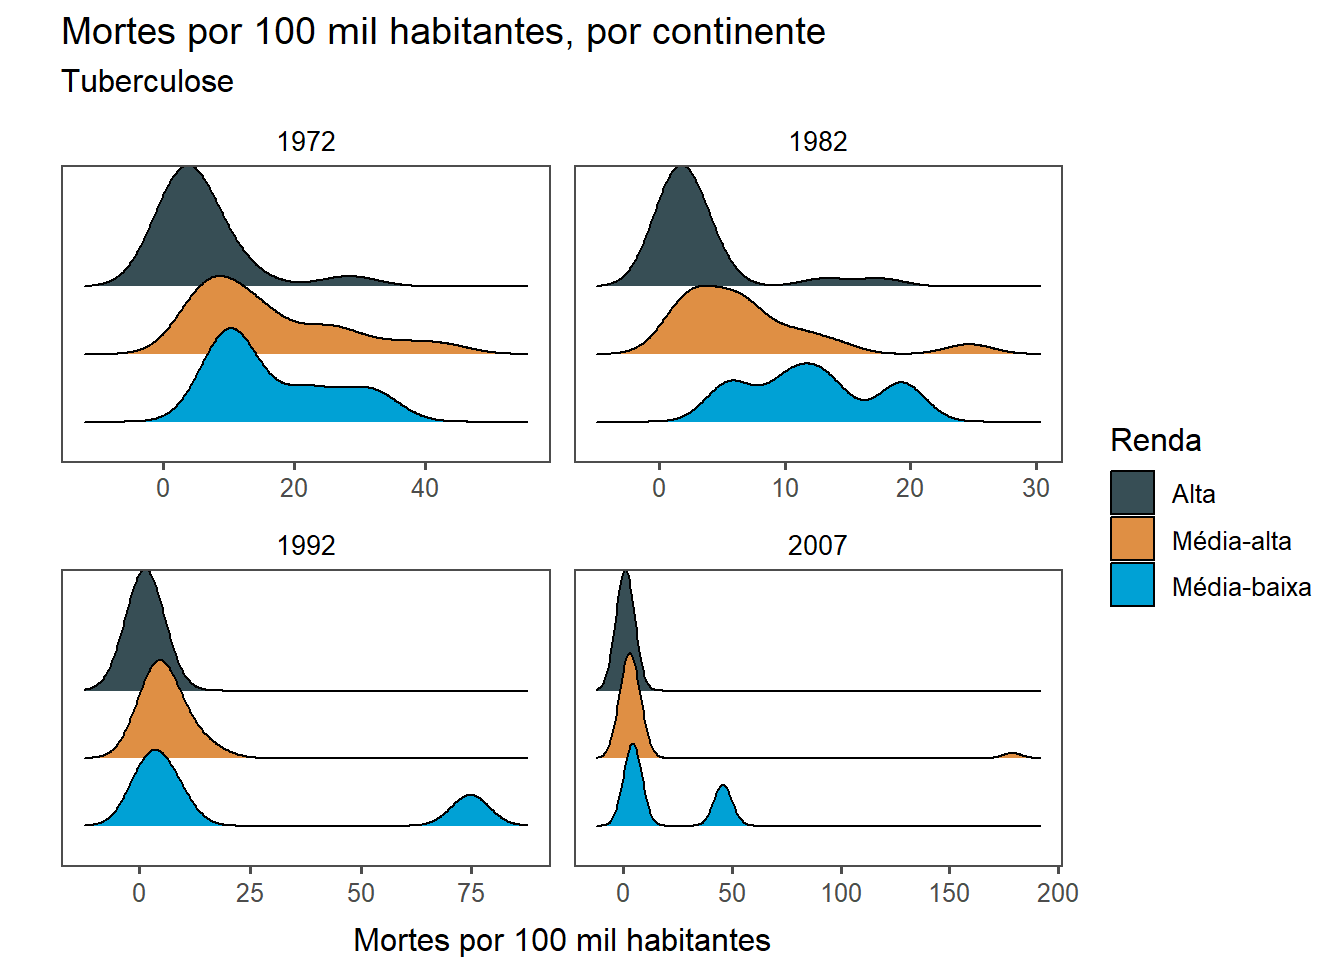 Mortes por 100 mil habitantes, por continente
Tuberculose
1972
1982
0 20 40
0 10 20 30
Renda
Alta
Média-alta
Média-baixa
1992
2007
0 25 50 75
0 50 100 150 200
Mortes por 100 mil habitantes